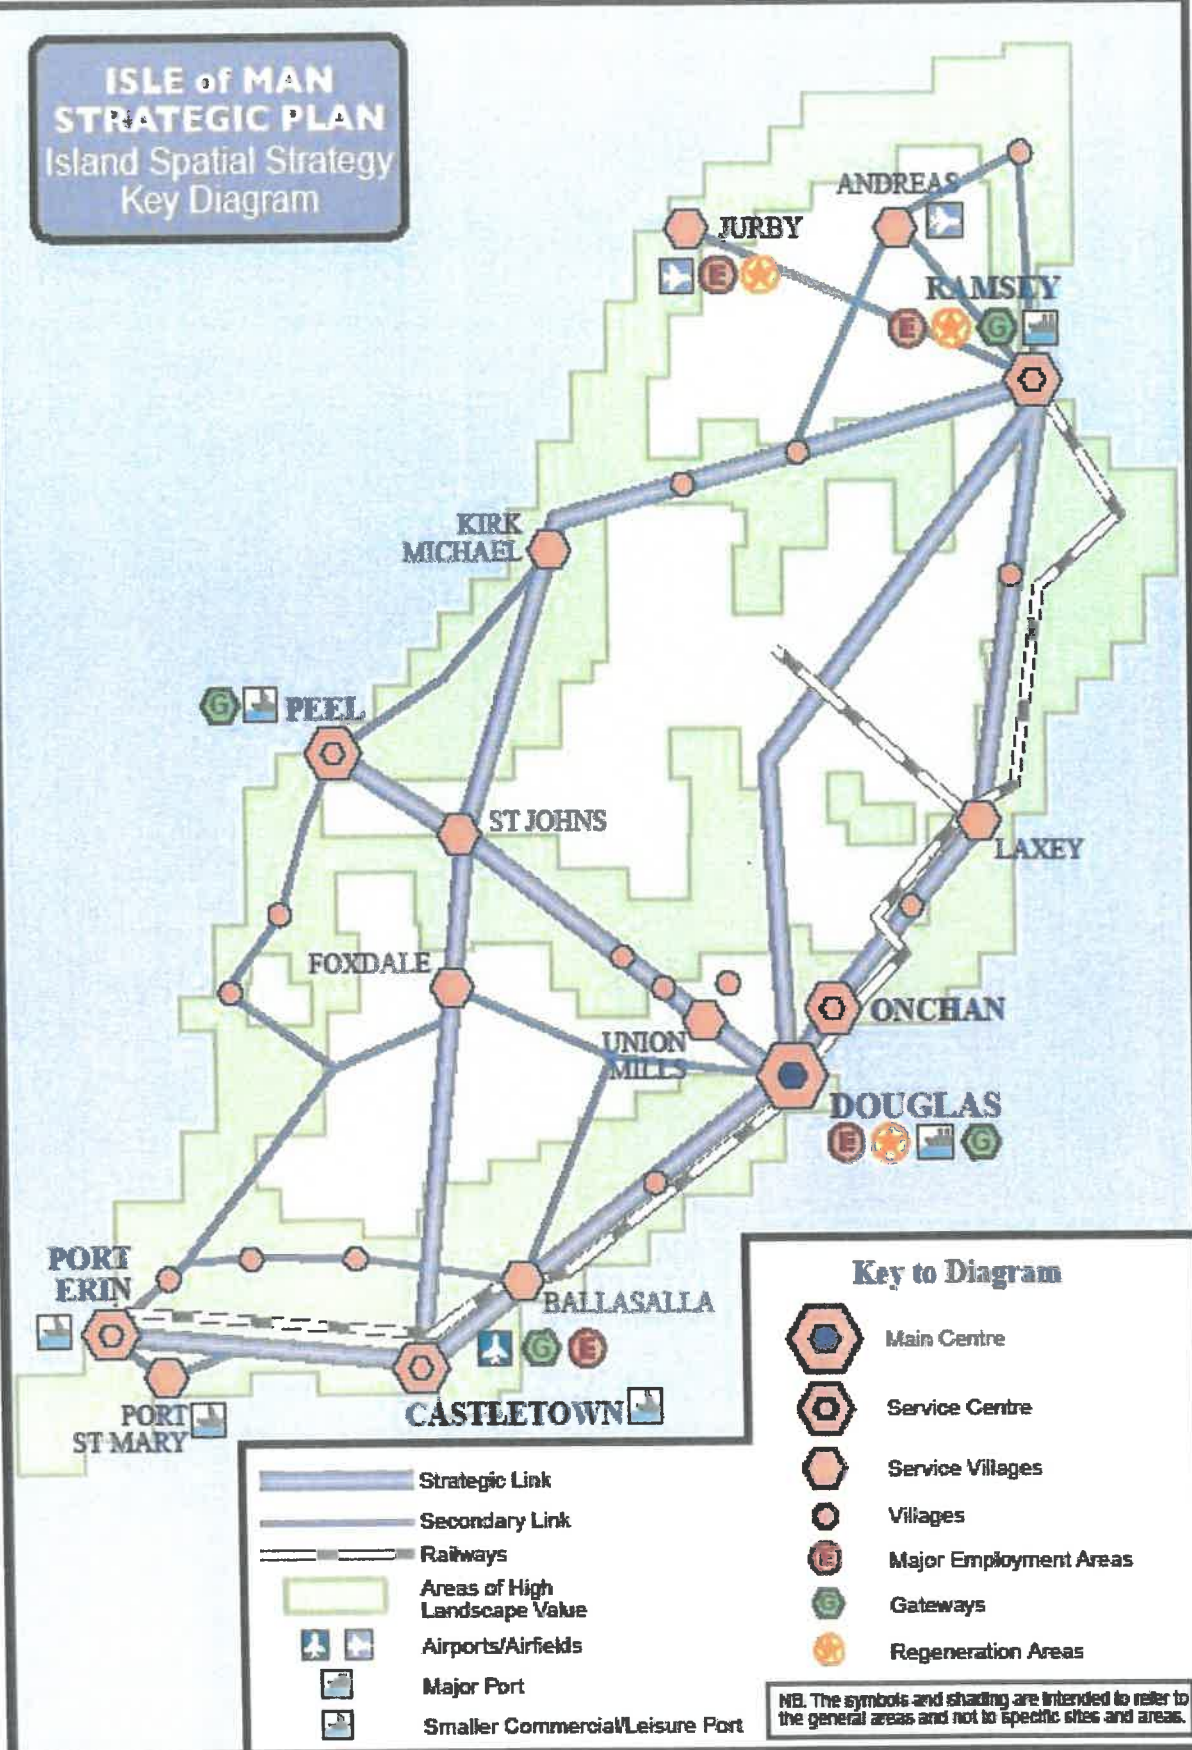 ISLE of MAN
STRATEGIC PLAN
Island Spatial Strategy
Key Diagram
ANDREAS
JURBY
E
RAMSEY
E
G
KIRK
MICHAEL
G
PEEL
ST JOHNS
LAXEY
FOXDALE
ONCHAN
UNION
MILLS
DOUGLAS
E
G
PORT
ERIN
BALLASALLA
G
E
CASTLETOWN
PORT
ST MARY
Strategic Link
Secondary Link
Railways
Areas of High
Landscape Value
Airports/Airfields
Major Port
Smaller Commercial/Leisure Port
Key to Diagram
Main Centre
Service Centre
Service Villages
Villages
E
Major Employment Areas
G
Gateways
Regeneration Areas
NB. The symbols and shading are intended to refer to
the general areas and not to specific sites and areas.